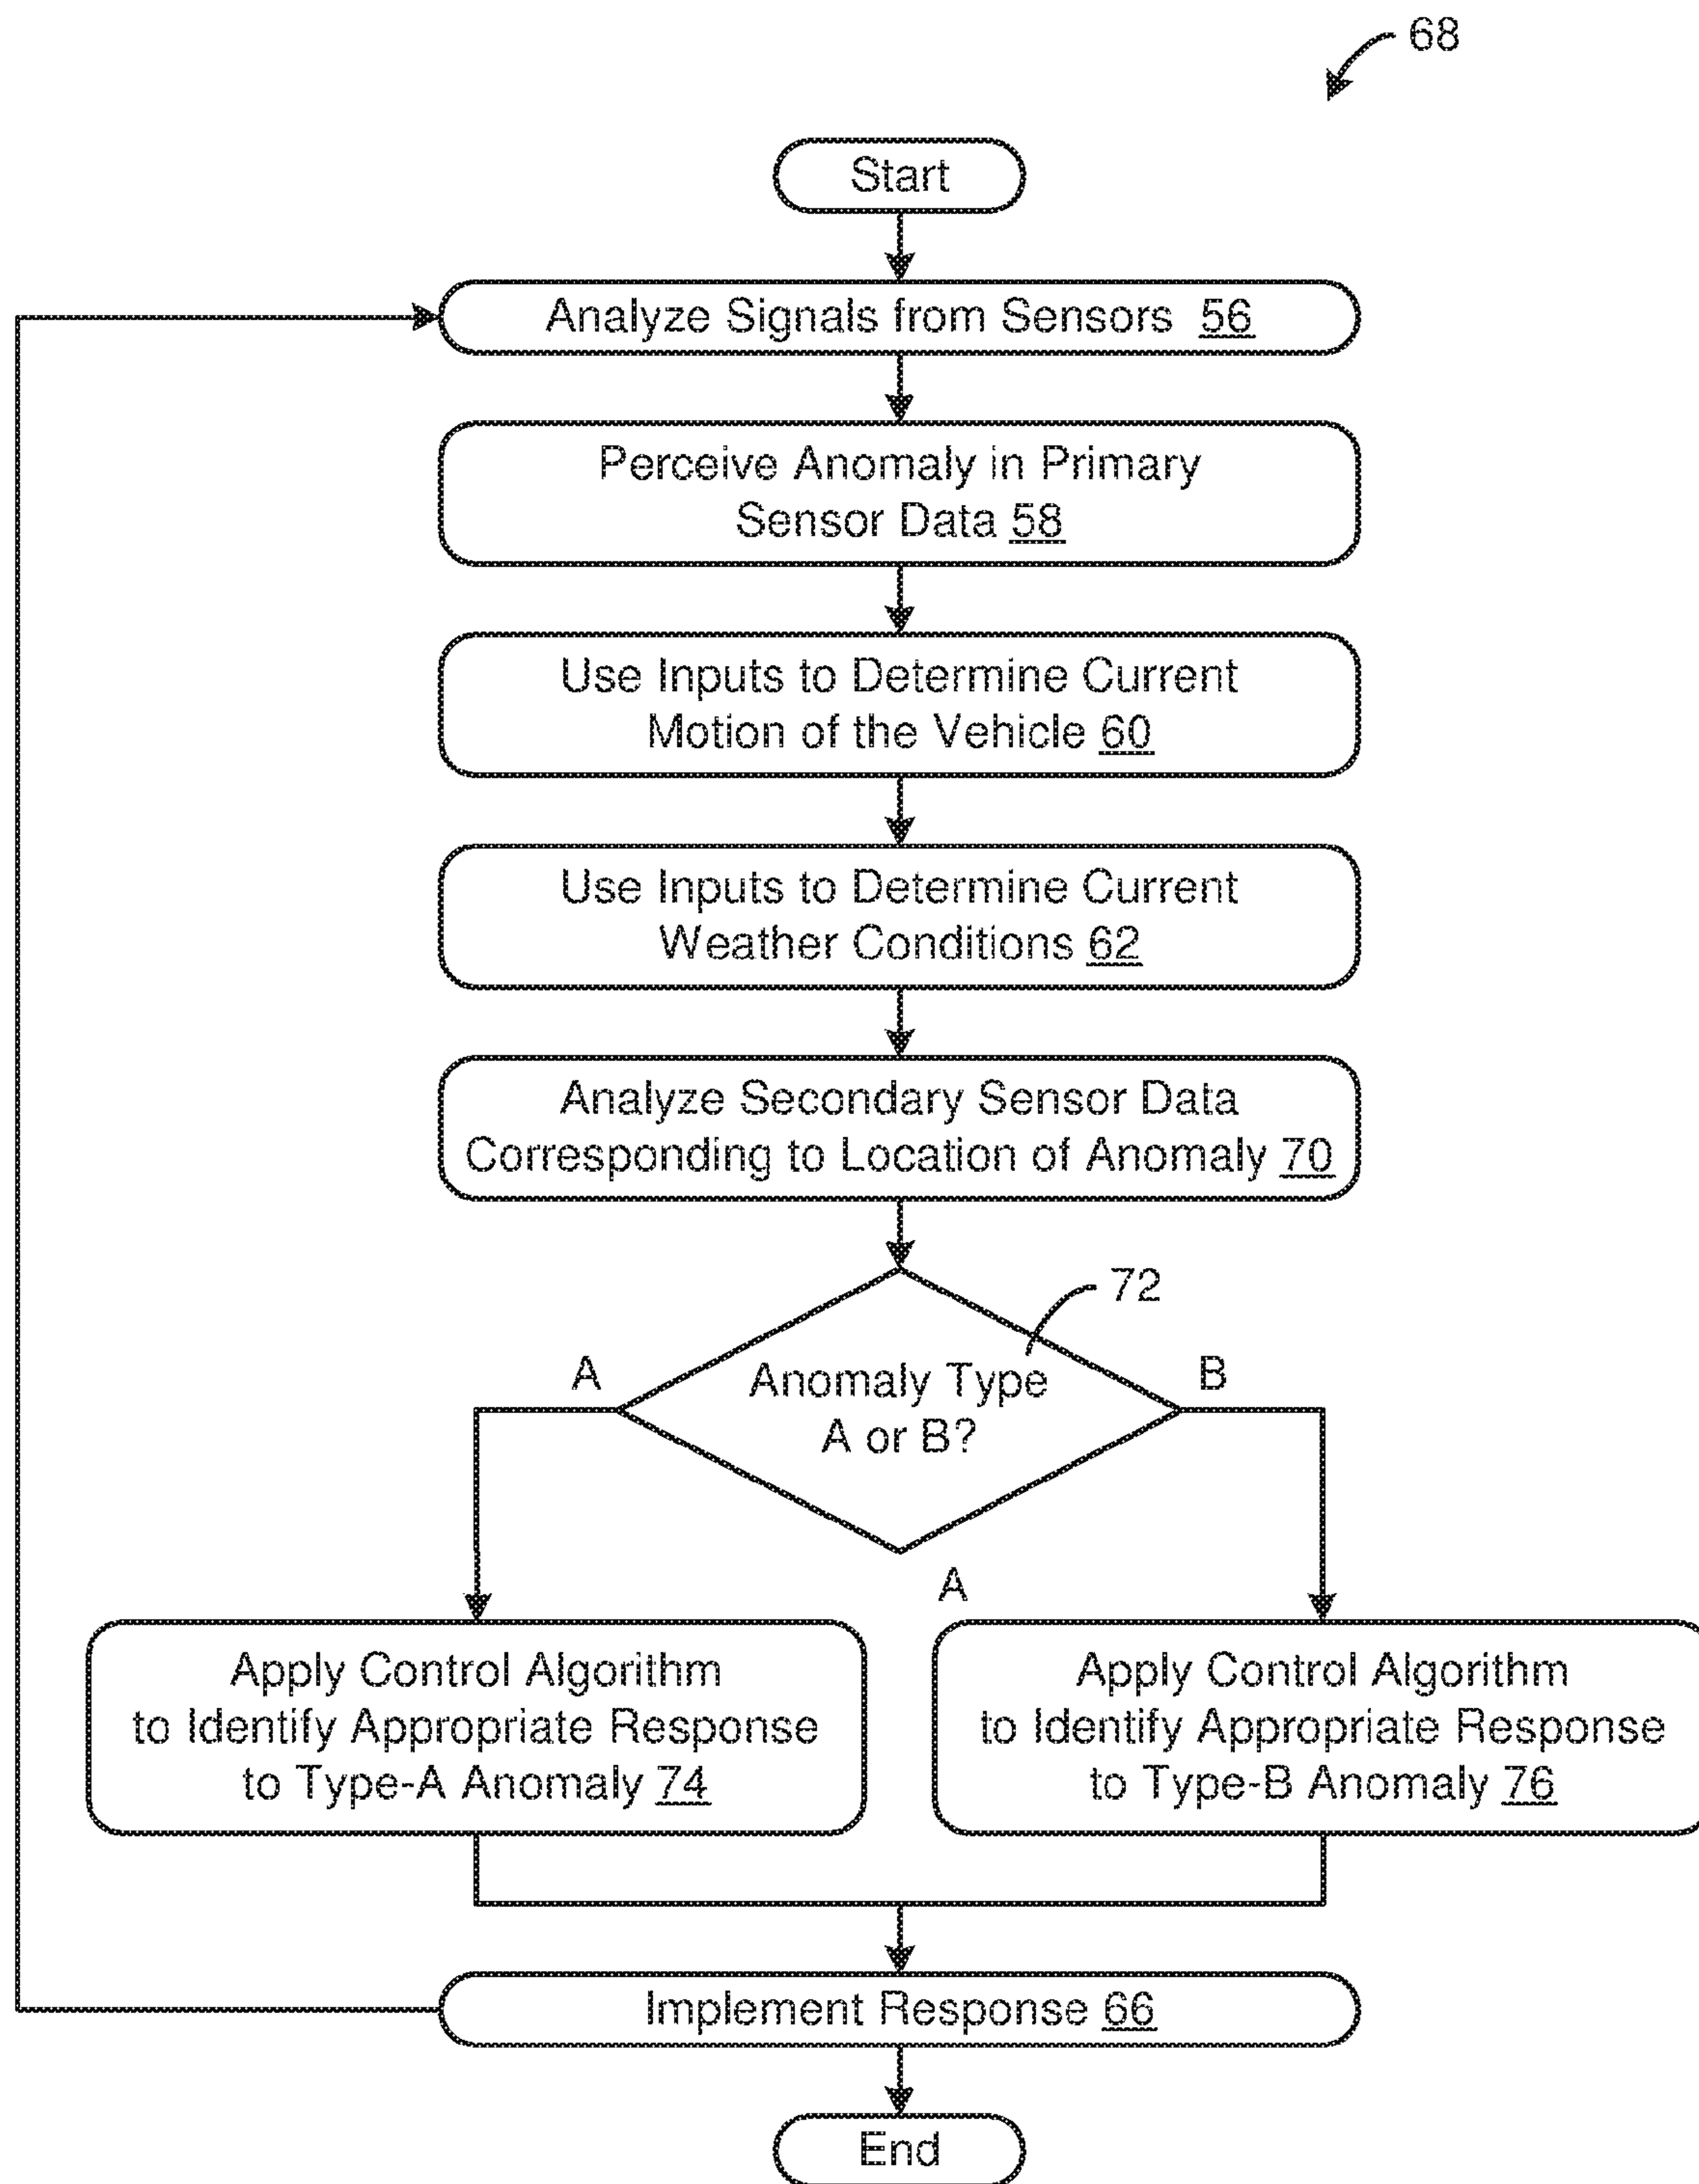 68
Start
Analyze Signals from Sensors 56
Perceive Anomaly in Primary
Sensor Data 58
Use Inputs to Determine Current
Motion of the Vehicle 60
Use Inputs to Determine Current
Weather Conditions 62
Analyze Secondary Sensor Data
Corresponding to Location of Anomaly 70
72
A
B
Anomaly Type
A or B?
A
Apply Control Algorithm
to Identify Appropriate Response
to Type-A Anomaly 74
Apply Control Algorithm
to Identify Appropriate Response
to Type-B Anomaly 76
Implement Response 66
End